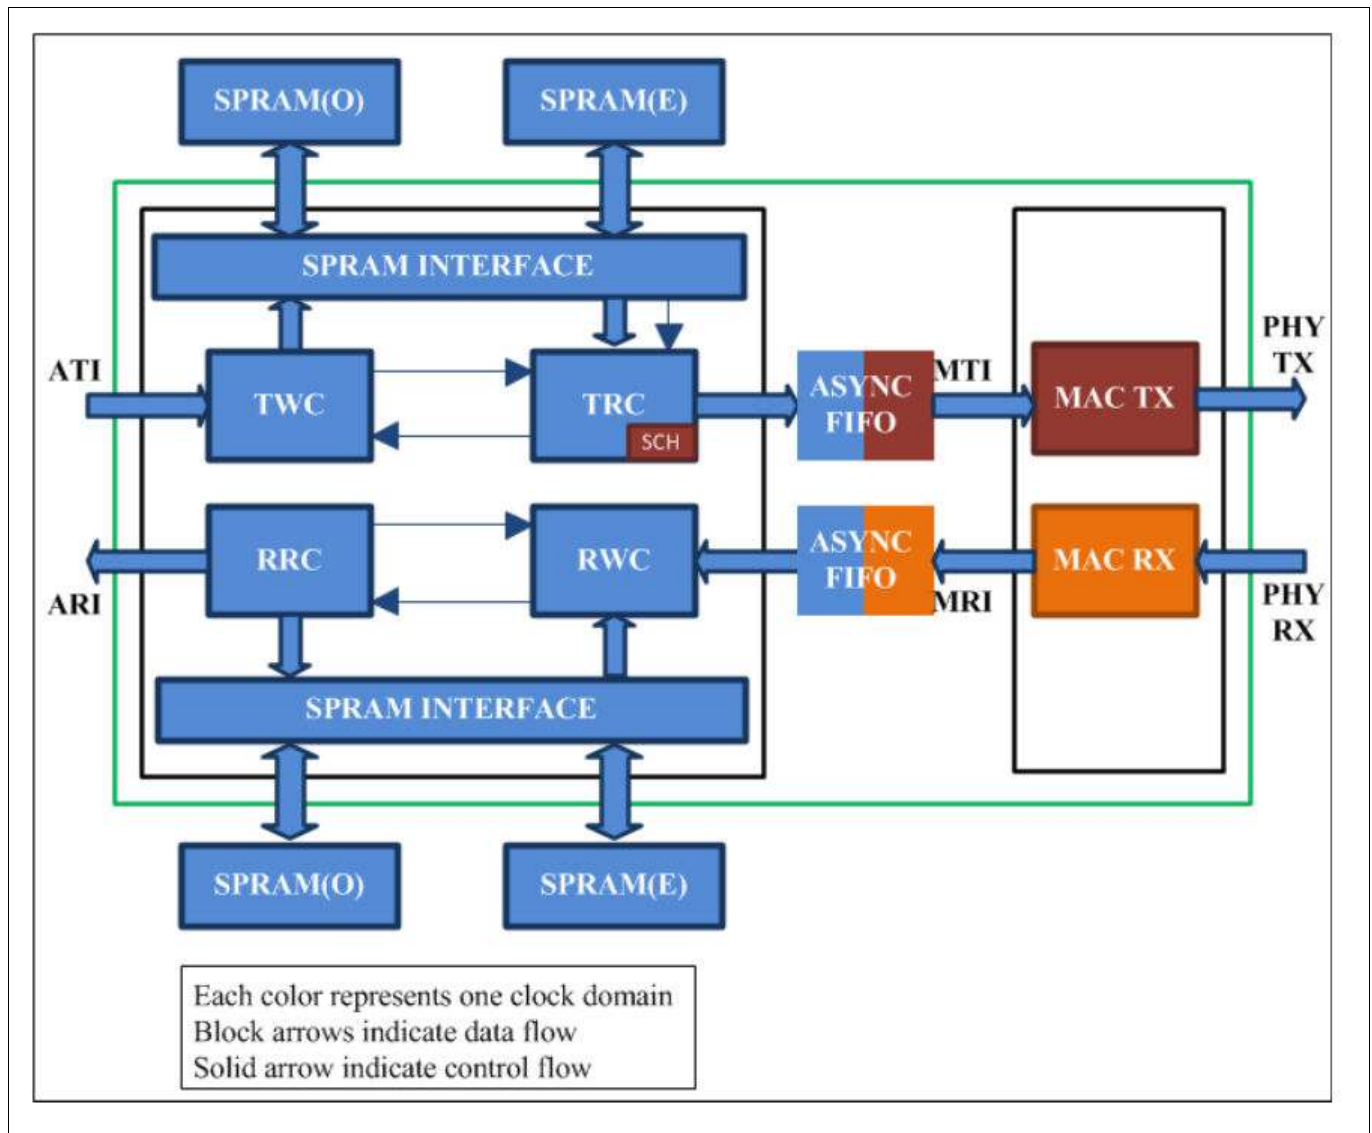 SPRAM(O)
SPRAM(E)
SPRAM INTERFACE
ATI
TWC
TRC
SCH
ASYNC
FIFO
MTI
MAC TX
PHY
TX
ARI
RRC
RWC
ASYNC
FIFO
MRI
MAC RX
PHY
RX
SPRAM INTERFACE
SPRAM(O)
SPRAM(E)
Each color represents one clock domain
Block arrows indicate data flow
Solid arrow indicate control flow